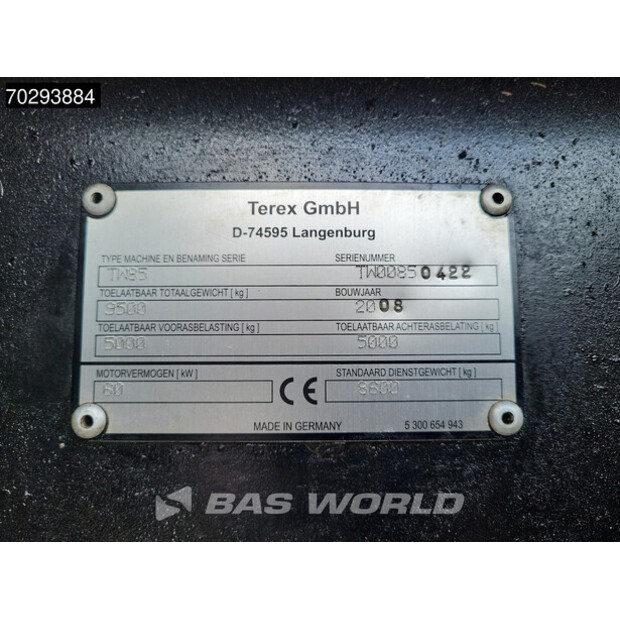 70293884
Terex GmbH
D-74595 Langenburg
TYPE MACHINE EN BENAMING SERIE
SERIENUMMER
TW85
TW0085 0422
TOELAATBAAR TOTAALGEWICHT [ kg ]
BOUWJAAR
9500
2008
TOELAATBAAR VOORASBELASTING [ kg ]
TOELAATBAAR ACHTERASBELATING [ kg ]
5000
5000
MOTORVERMOGEN [ kW ]
STANDAARD DIENSTGEWICHT [ kg ]
60
CE
8600
MADE IN GERMANY
5 300 654 943
BAS WORLD